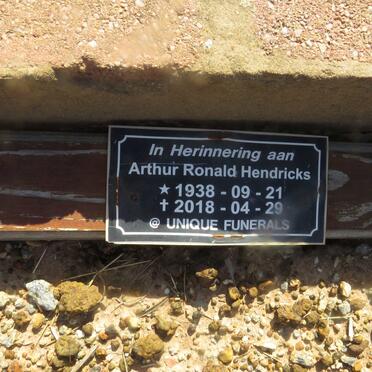 In Herinnering aan
Arthur Ronald Hendricks
★ 1938 - 09 - 21
✝ 2018 - 04 - 29
@ UNIQUE FUNERALS